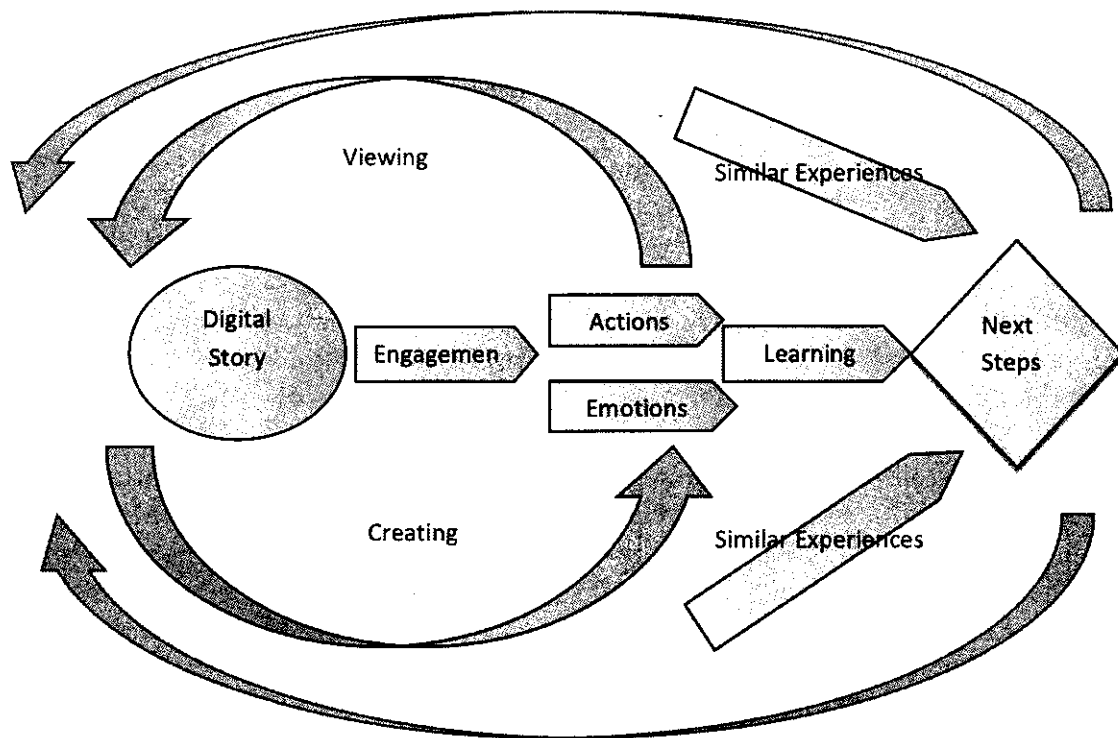 Viewing
Similar Experiences
Digital
Story
Engagemen
Actions
Emotions
Learning
Next
Steps
Creating
Similar Experiences